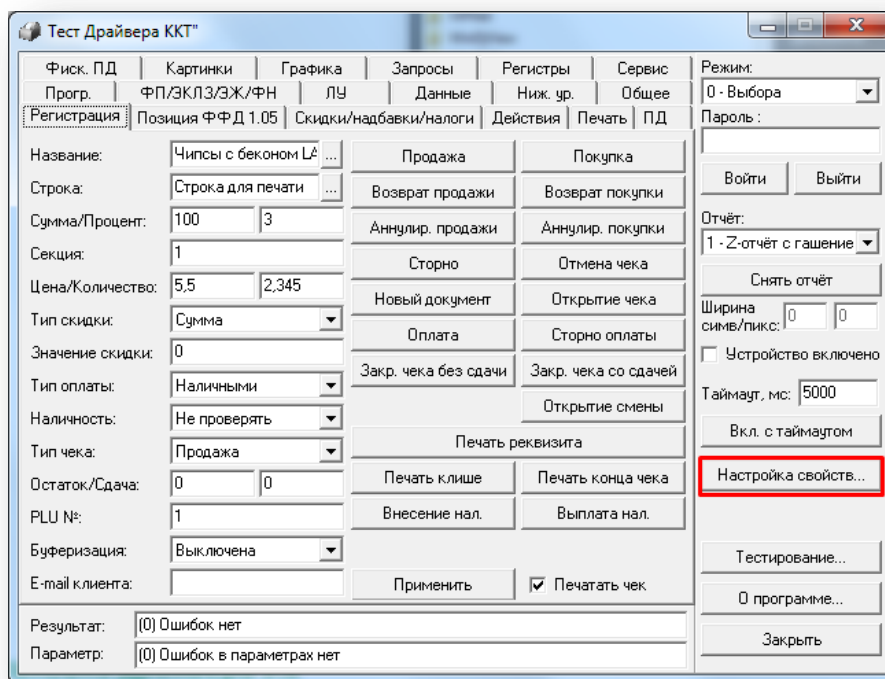 Тест Драйвера ККТ"
Фиск. ПД Картинки Графика Запросы Регистры Сервис
Прогр. ФП/ЭКЛЗ/ЭЖ/ФН ЛУ Данные Ниж. ур. Общее
Регистрация Позиция ФФД 1.05 Скидки/надбавки/налоги Действия Печать ПД
Название: Чипсы с беконом LA ... Продажа Покупка
Строка: Строка для печати ... Возврат продажи Возврат покупки
Сумма/Процент: 100 3 Аннулир. продажи Аннулир. покупки
Секция: 1 Сторно Отмена чека
Цена/Количество: 5,5 2,345 Новый документ Открытие чека
Тип скидки: Сумма Оплата Сторно оплаты
Значение скидки: 0 Закр. чека без сдачи Закр. чека со сдачей
Тип оплаты: Наличными Открытие смены
Наличность: Не проверять Печать реквизита
Тип чека: Продажа Печать клише Печать конца чека
Остаток/Сдача: 0 0 Внесение нал. Выплата нал.
PLU №: 1
Буферизация: Выключена
E-mail клиента: Применить Печатать чек
Результат: (0) Ошибок нет
Параметр: (0) Ошибок в параметрах нет
Режим:
0 - Выбора
Пароль :
Войти Выйти
Отчёт:
1 - Z-отчёт с гашение
Снять отчёт
Ширина
симв/пикс: 0 0
Устройство включено
Таймаут, мс: 5000
Вкл. с таймаутом
Настройка свойств...
Тестирование...
О программе...
Закрыть